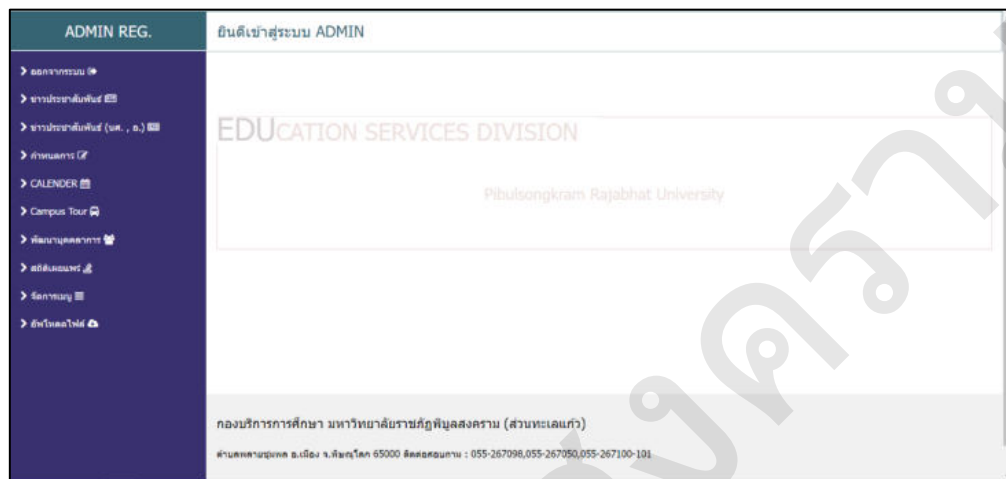 ADMIN REG.
ยินดีเข้าสู่ระบบ ADMIN
ออกจากระบบ
ข่าวประชาสัมพันธ์
ข่าวประชาสัมพันธ์ (นศ. , อ.)
กำหนดการ
CALENDER
Campus Tour
พัฒนาบุคคลากร
สถิติเผยแพร่
จัดการเมนู
อัพโหลดไฟล์
EDUCATION SERVICES DIVISION
Pibulsongkram Rajabhat University
กองบริการการศึกษา มหาวิทยาลัยราชภัฏพิบูลสงคราม (ส่วนทะเลแก้ว)
ตำบลพลายชุมพล อ.เมือง จ.พิษณุโลก 65000 ติดต่อสอบถาม : 055-267098,055-267050,055-267100-101